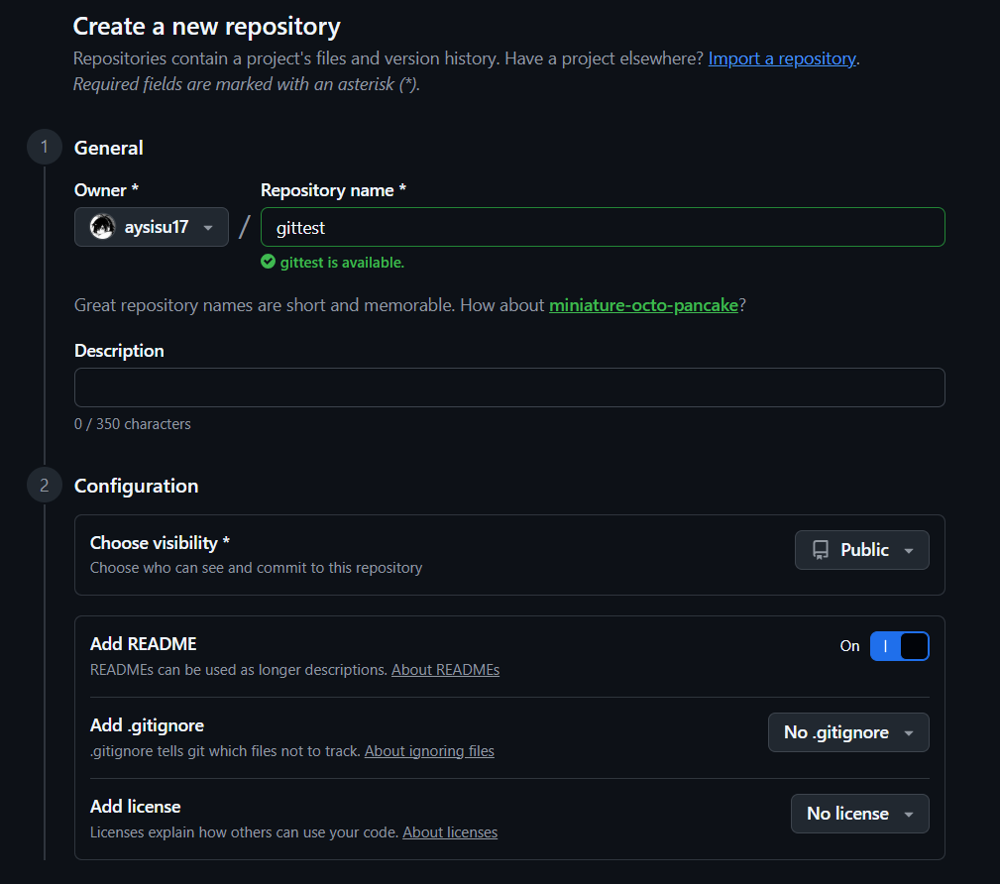 Create a new repository
Repositories contain a project's files and version history. Have a project elsewhere? Import a repository.
Required fields are marked with an asterisk (*).
1 General
Owner * Repository name *
aysisu17 / gittest
gittest is available.
Great repository names are short and memorable. How about miniature-octo-pancake?
Description
0 / 350 characters
2 Configuration
Choose visibility *
Public
Choose who can see and commit to this repository
Add README
On
READMEs can be used as longer descriptions. About READMEs
Add .gitignore
No .gitignore
.gitignore tells git which files not to track. About ignoring files
Add license
No license
Licenses explain how others can use your code. About licenses